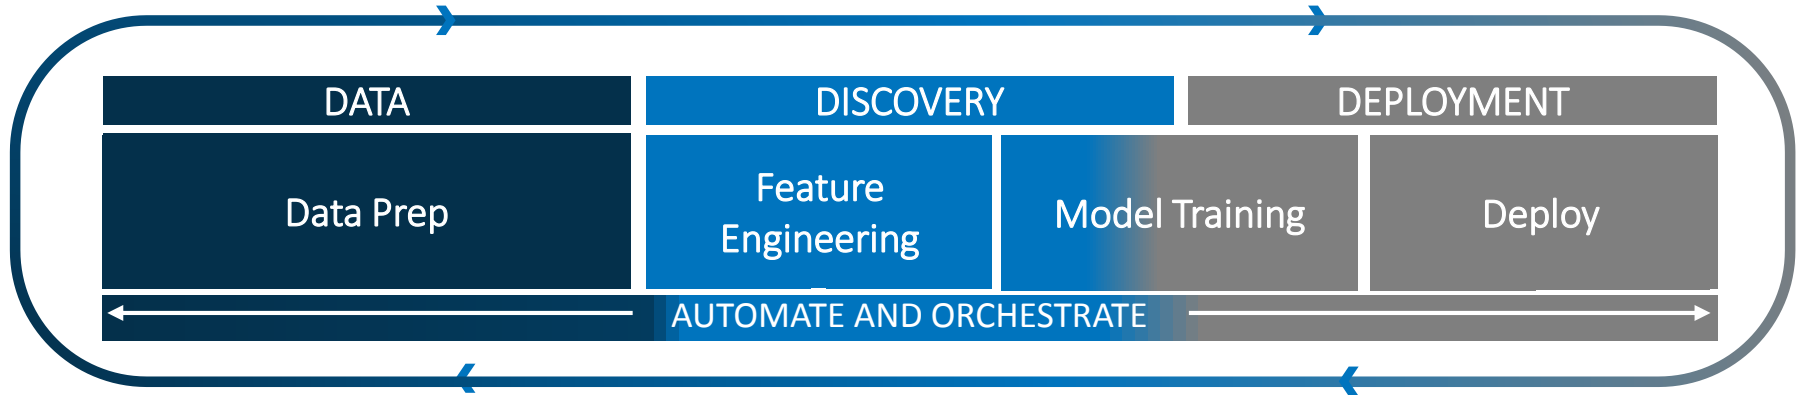 DATA
DISCOVERY
DEPLOYMENT
Data Prep
Feature
Engineering
Model Training
Deploy
AUTOMATE AND ORCHESTRATE